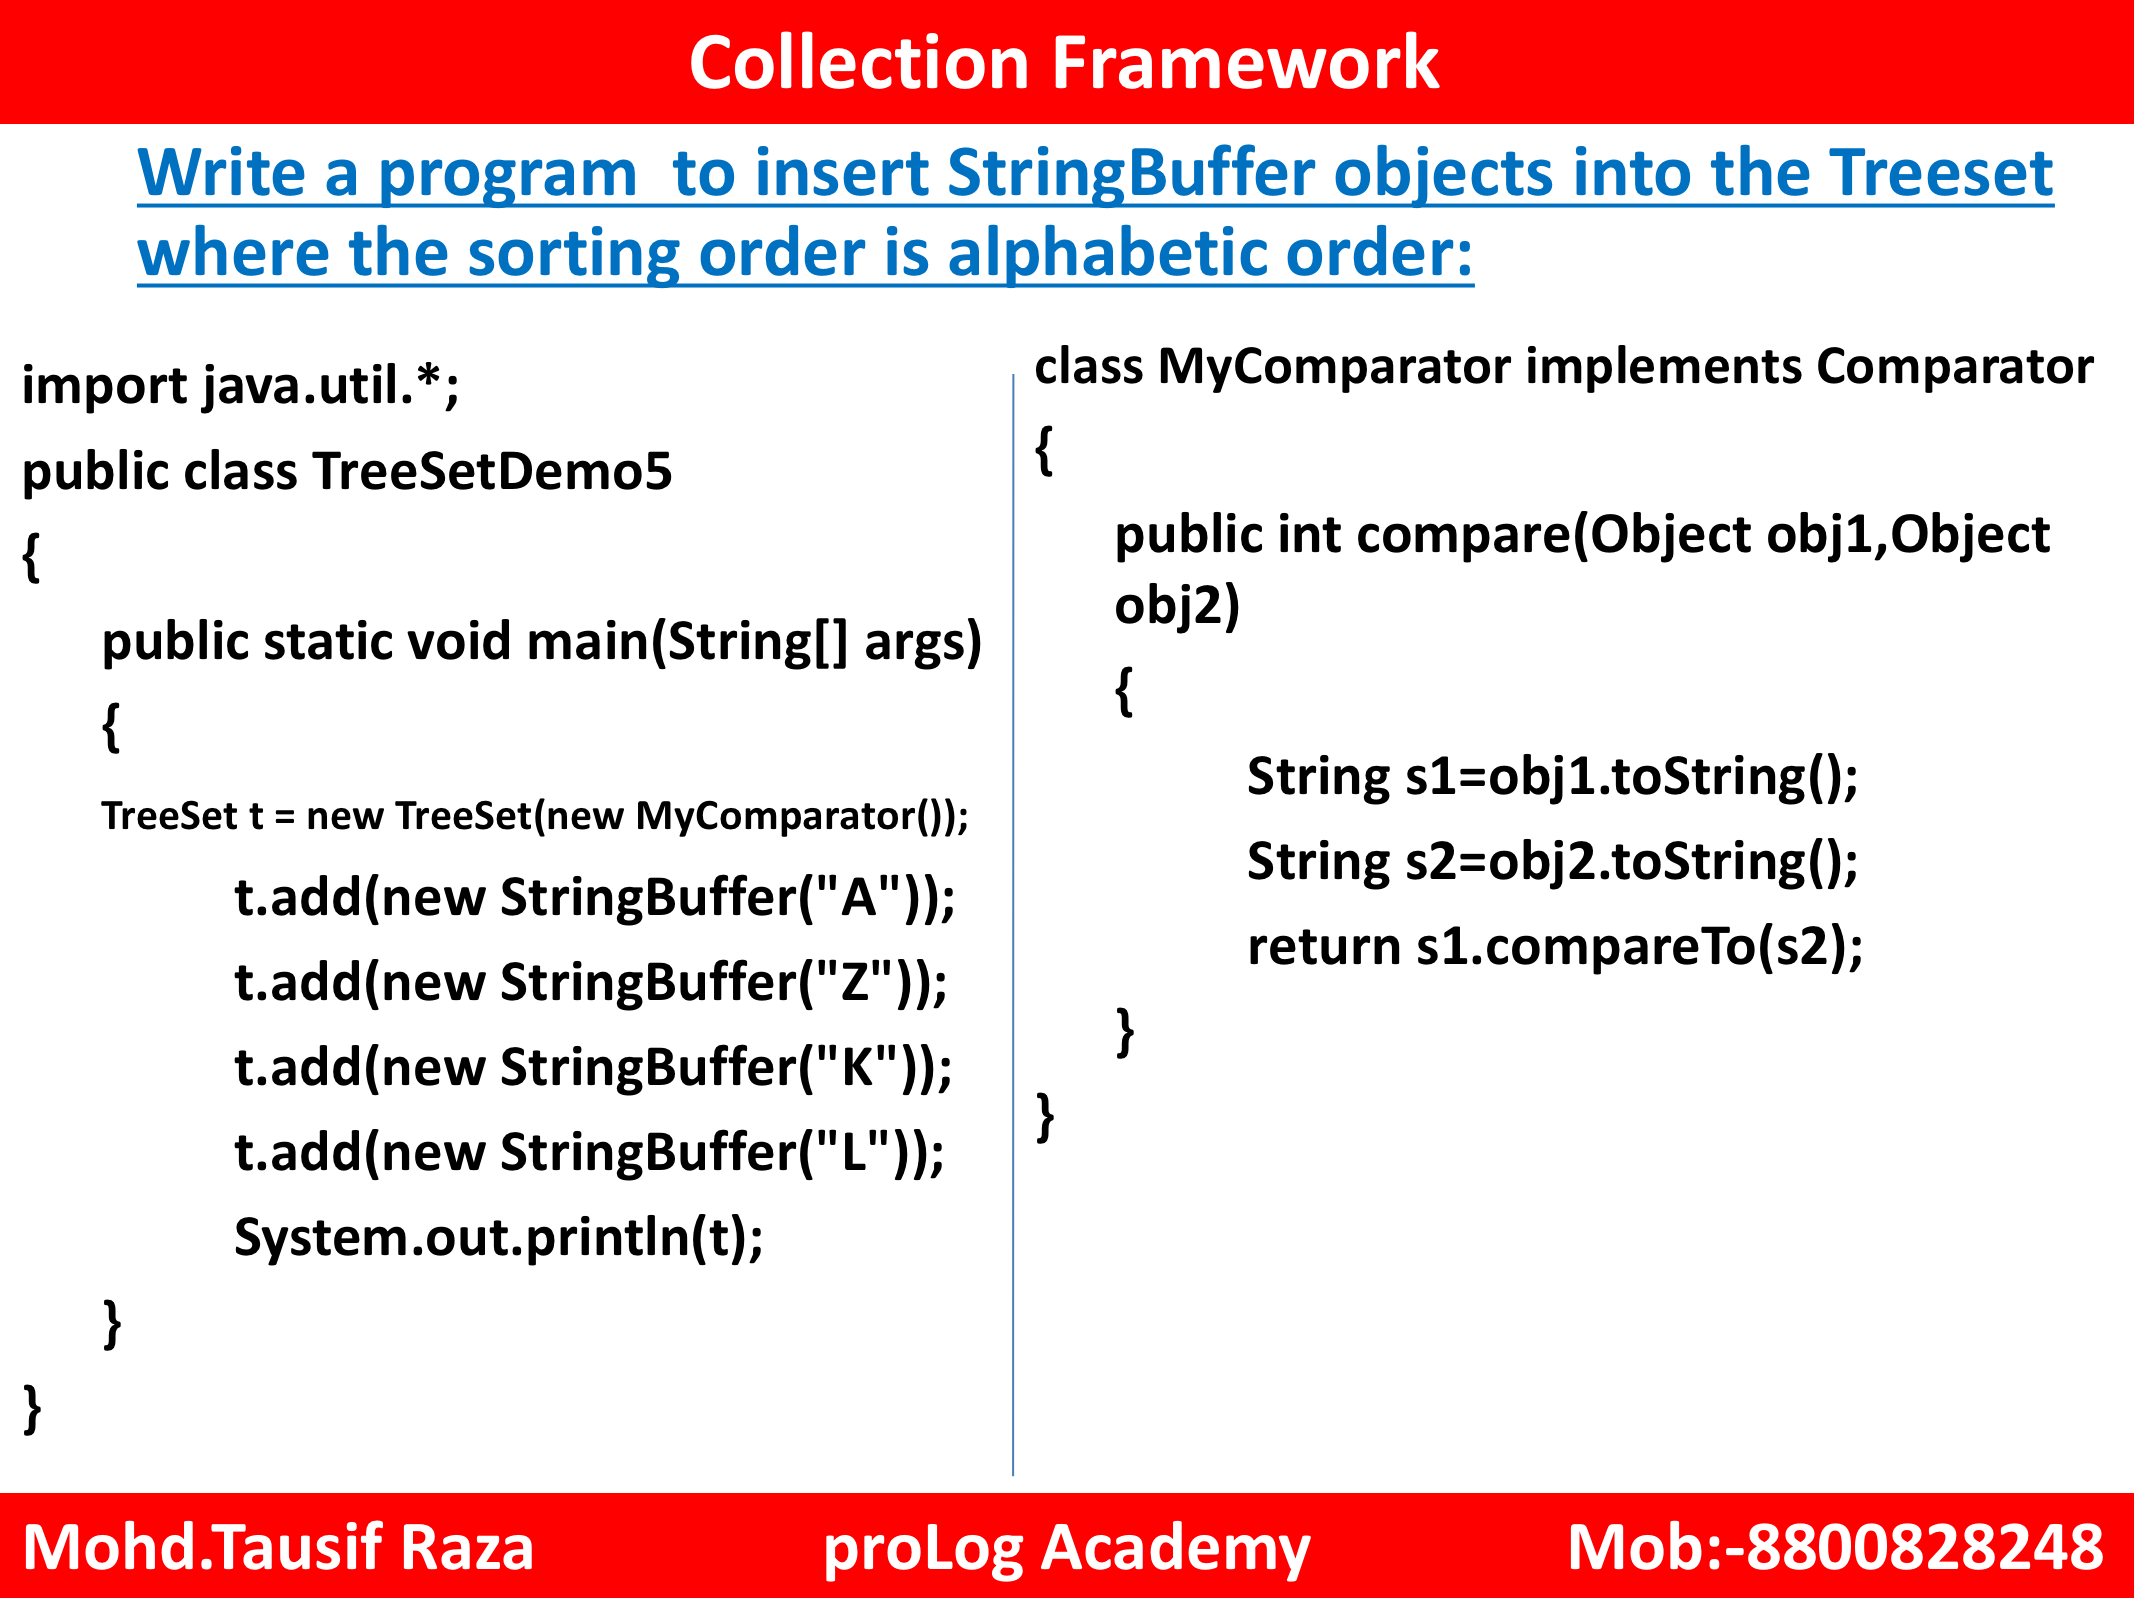 Collection Framework
Write a program  to insert StringBuffer objects into the Treeset
where the sorting order is alphabetic order:
import java.util.*;
public class TreeSetDemo5
{
public static void main(String[] args)
{
TreeSet t = new TreeSet(new MyComparator());
t.add(new StringBuffer("A"));
t.add(new StringBuffer("Z"));
t.add(new StringBuffer("K"));
t.add(new StringBuffer("L"));
System.out.println(t);
}
}
class MyComparator implements Comparator
{
public int compare(Object obj1,Object
obj2)
{
String s1=obj1.toString();
String s2=obj2.toString();
return s1.compareTo(s2);
}
}
Mohd.Tausif Raza proLog Academy Mob:-8800828248